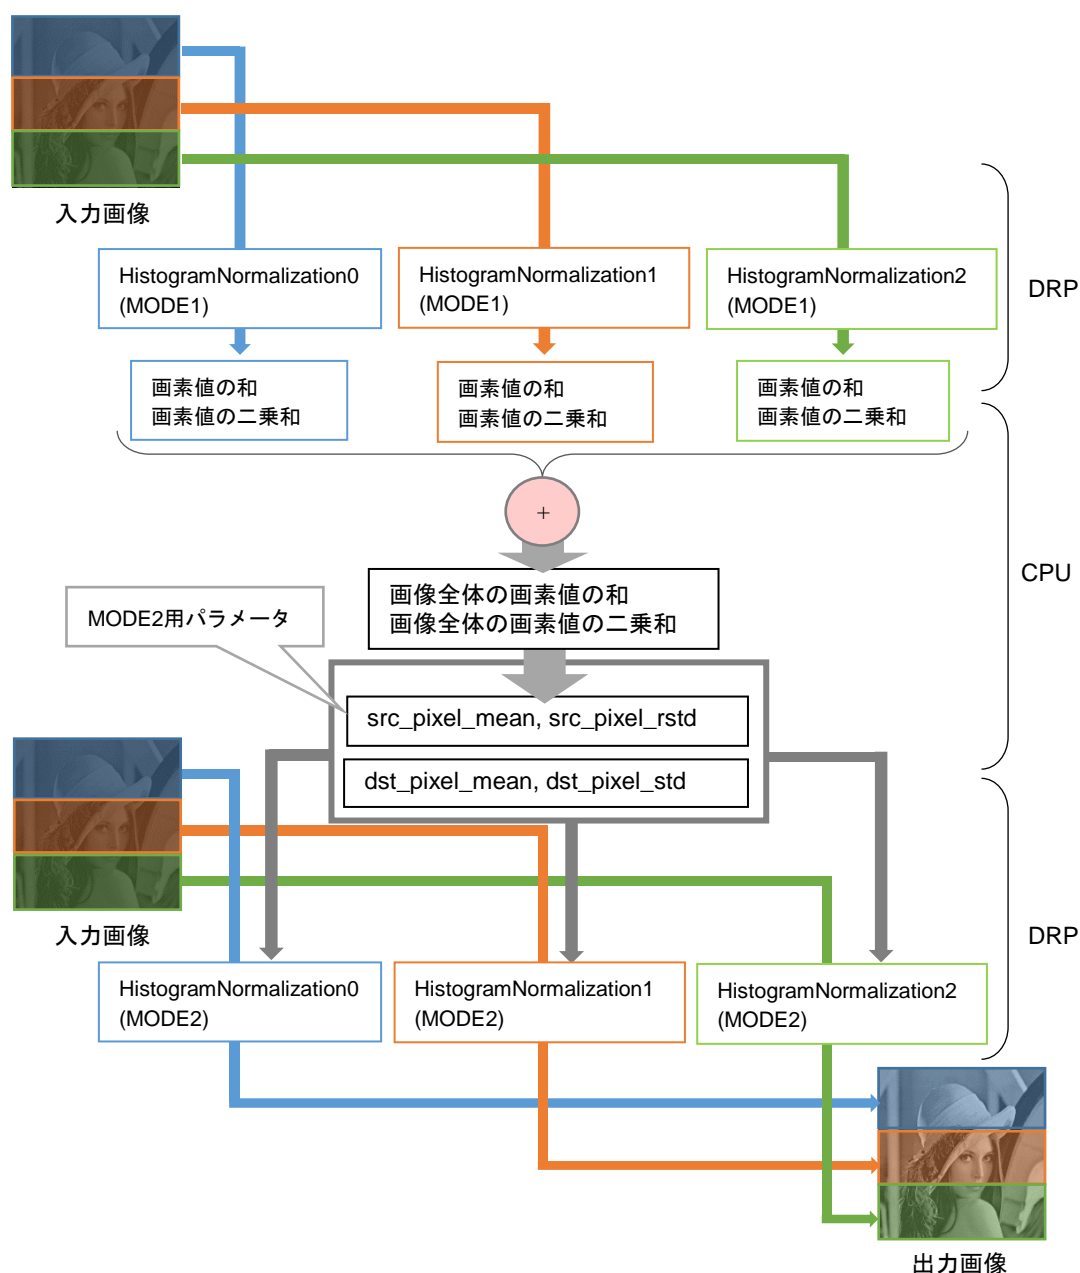 入力画像
HistogramNormalization0
(MODE1)
HistogramNormalization1
(MODE1)
HistogramNormalization2
(MODE1)
DRP
画素値の和
画素値の二乗和
画素値の和
画素値の二乗和
画素値の和
画素値の二乗和
+
CPU
画像全体の画素値の和
画像全体の画素値の二乗和
MODE2用パラメータ
src_pixel_mean, src_pixel_rstd
dst_pixel_mean, dst_pixel_std
入力画像
DRP
HistogramNormalization0
(MODE2)
HistogramNormalization1
(MODE2)
HistogramNormalization2
(MODE2)
出力画像